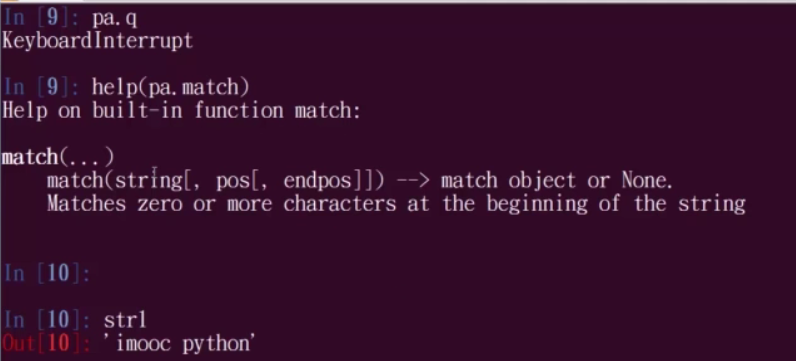 In [9]: pa.q
KeyboardInterrupt
In [9]: help(pa.match)
Help on built-in function match:
match(...)
    match(string[, pos[, endpos]]) --> match object or None.
    Matches zero or more characters at the beginning of the string
In [10]:
In [10]: str1
Out[10]: 'imooc python'